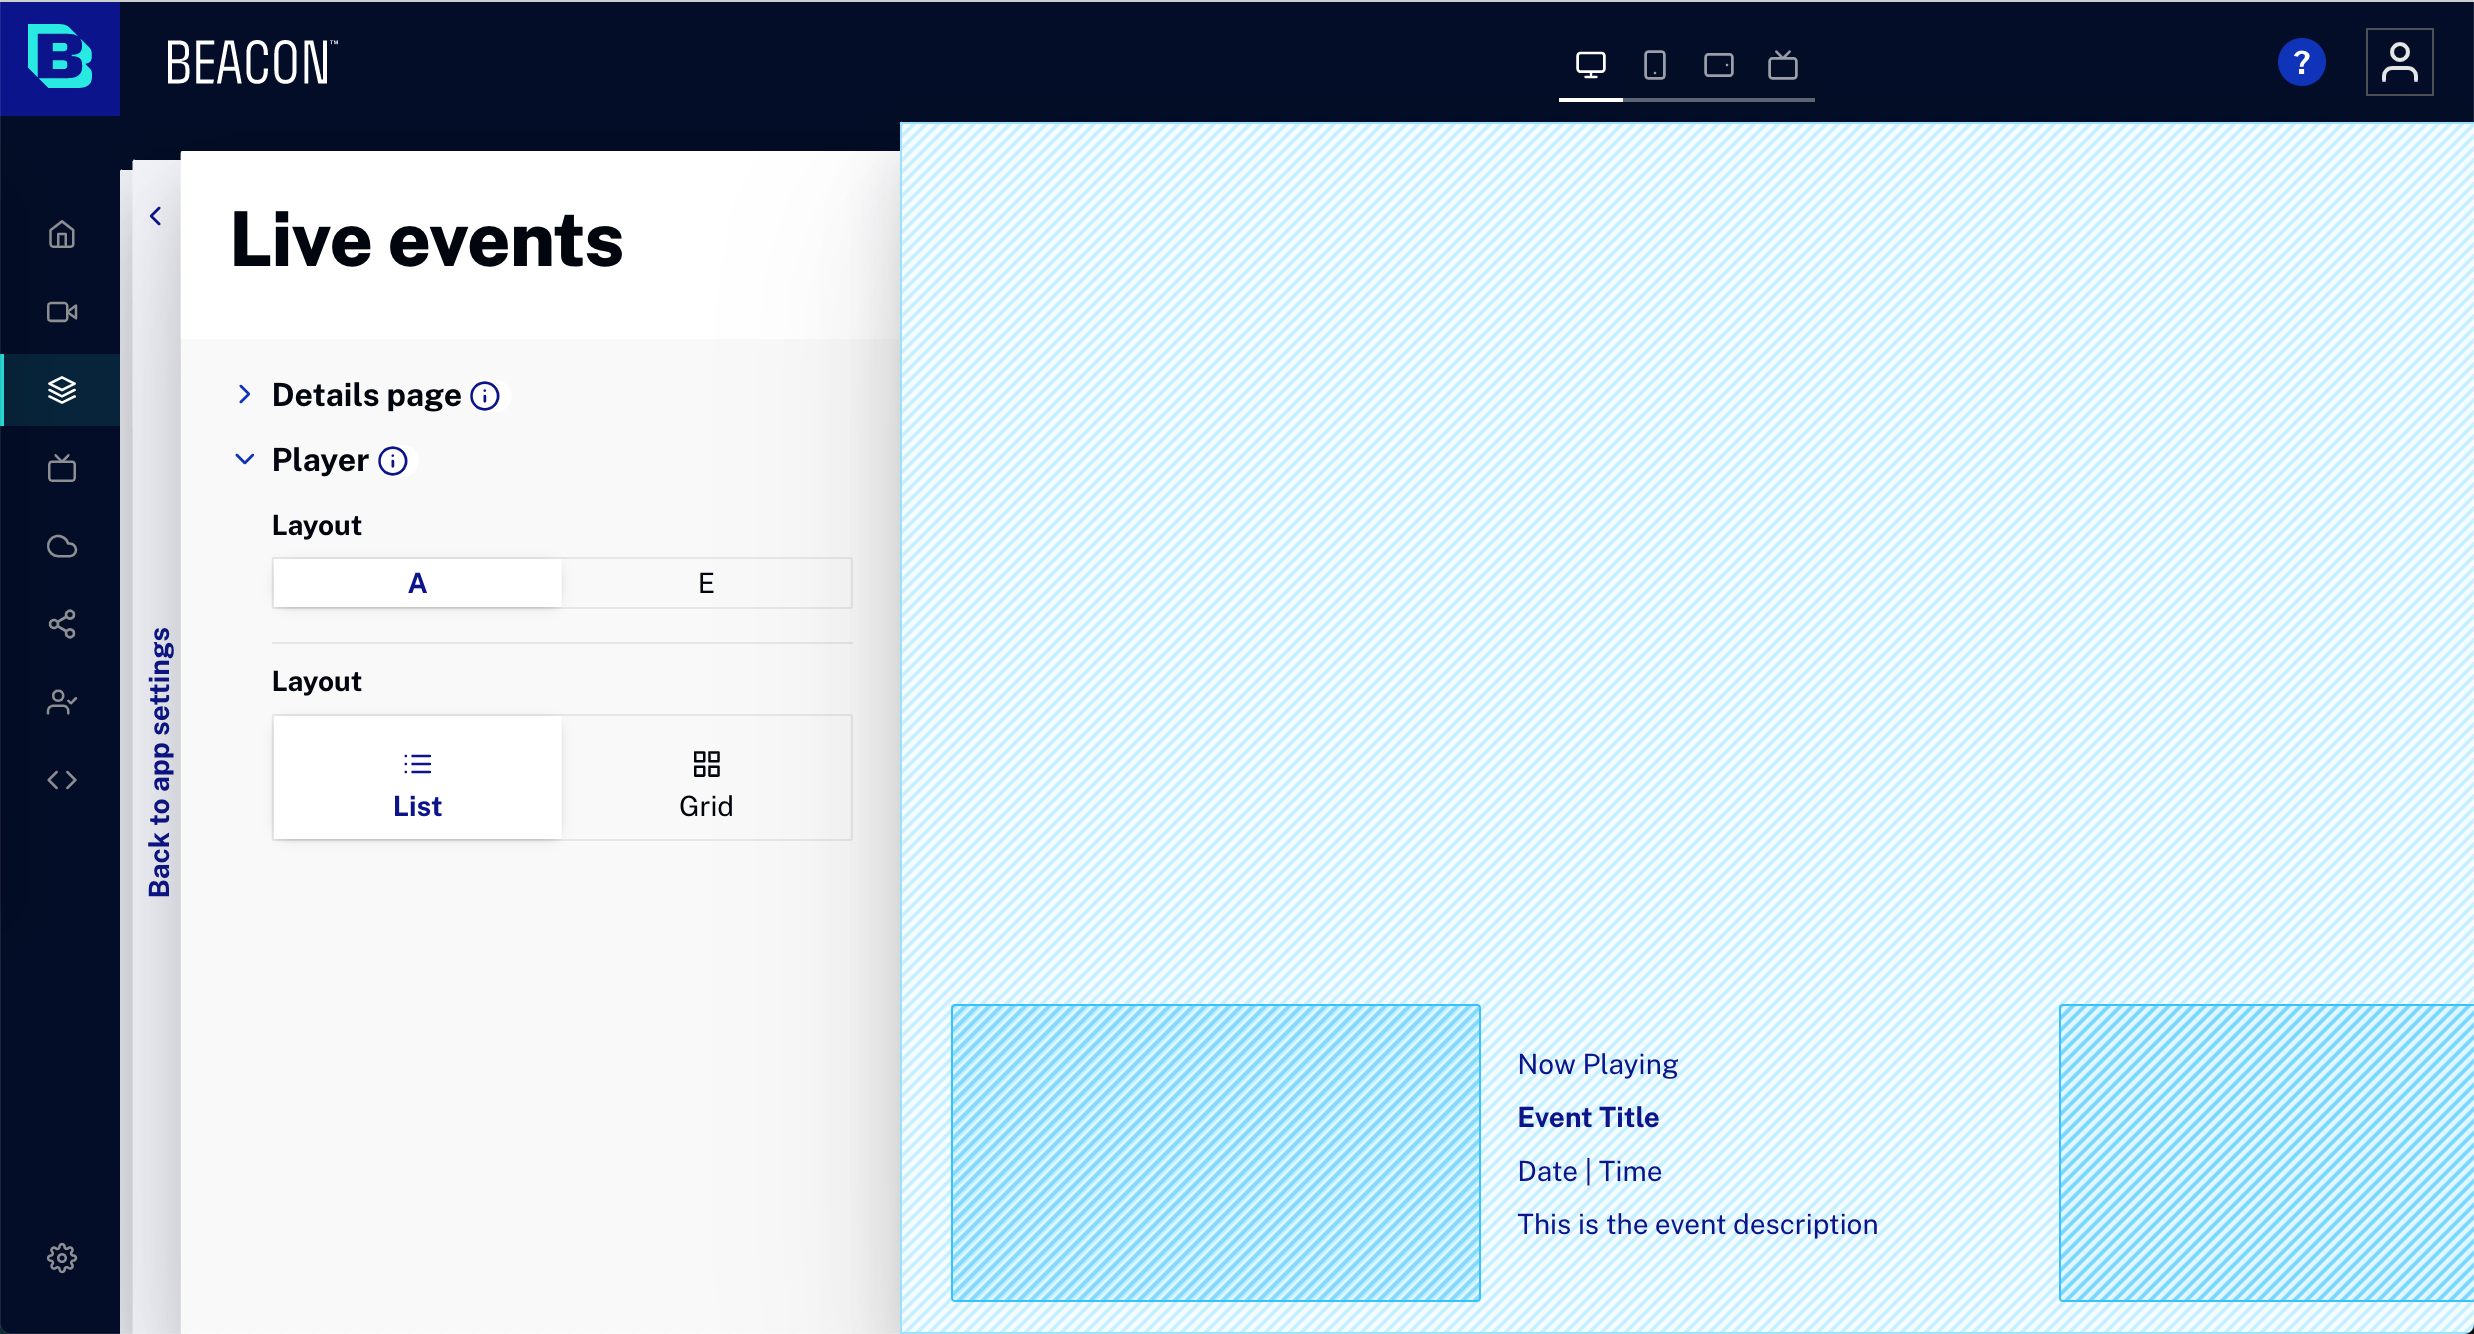 B
BEACON™
?
Live events
Back to app settings
Details page
Player
Layout
A
E
Layout
List
Grid
Now Playing
Event Title
Date | Time
This is the event description